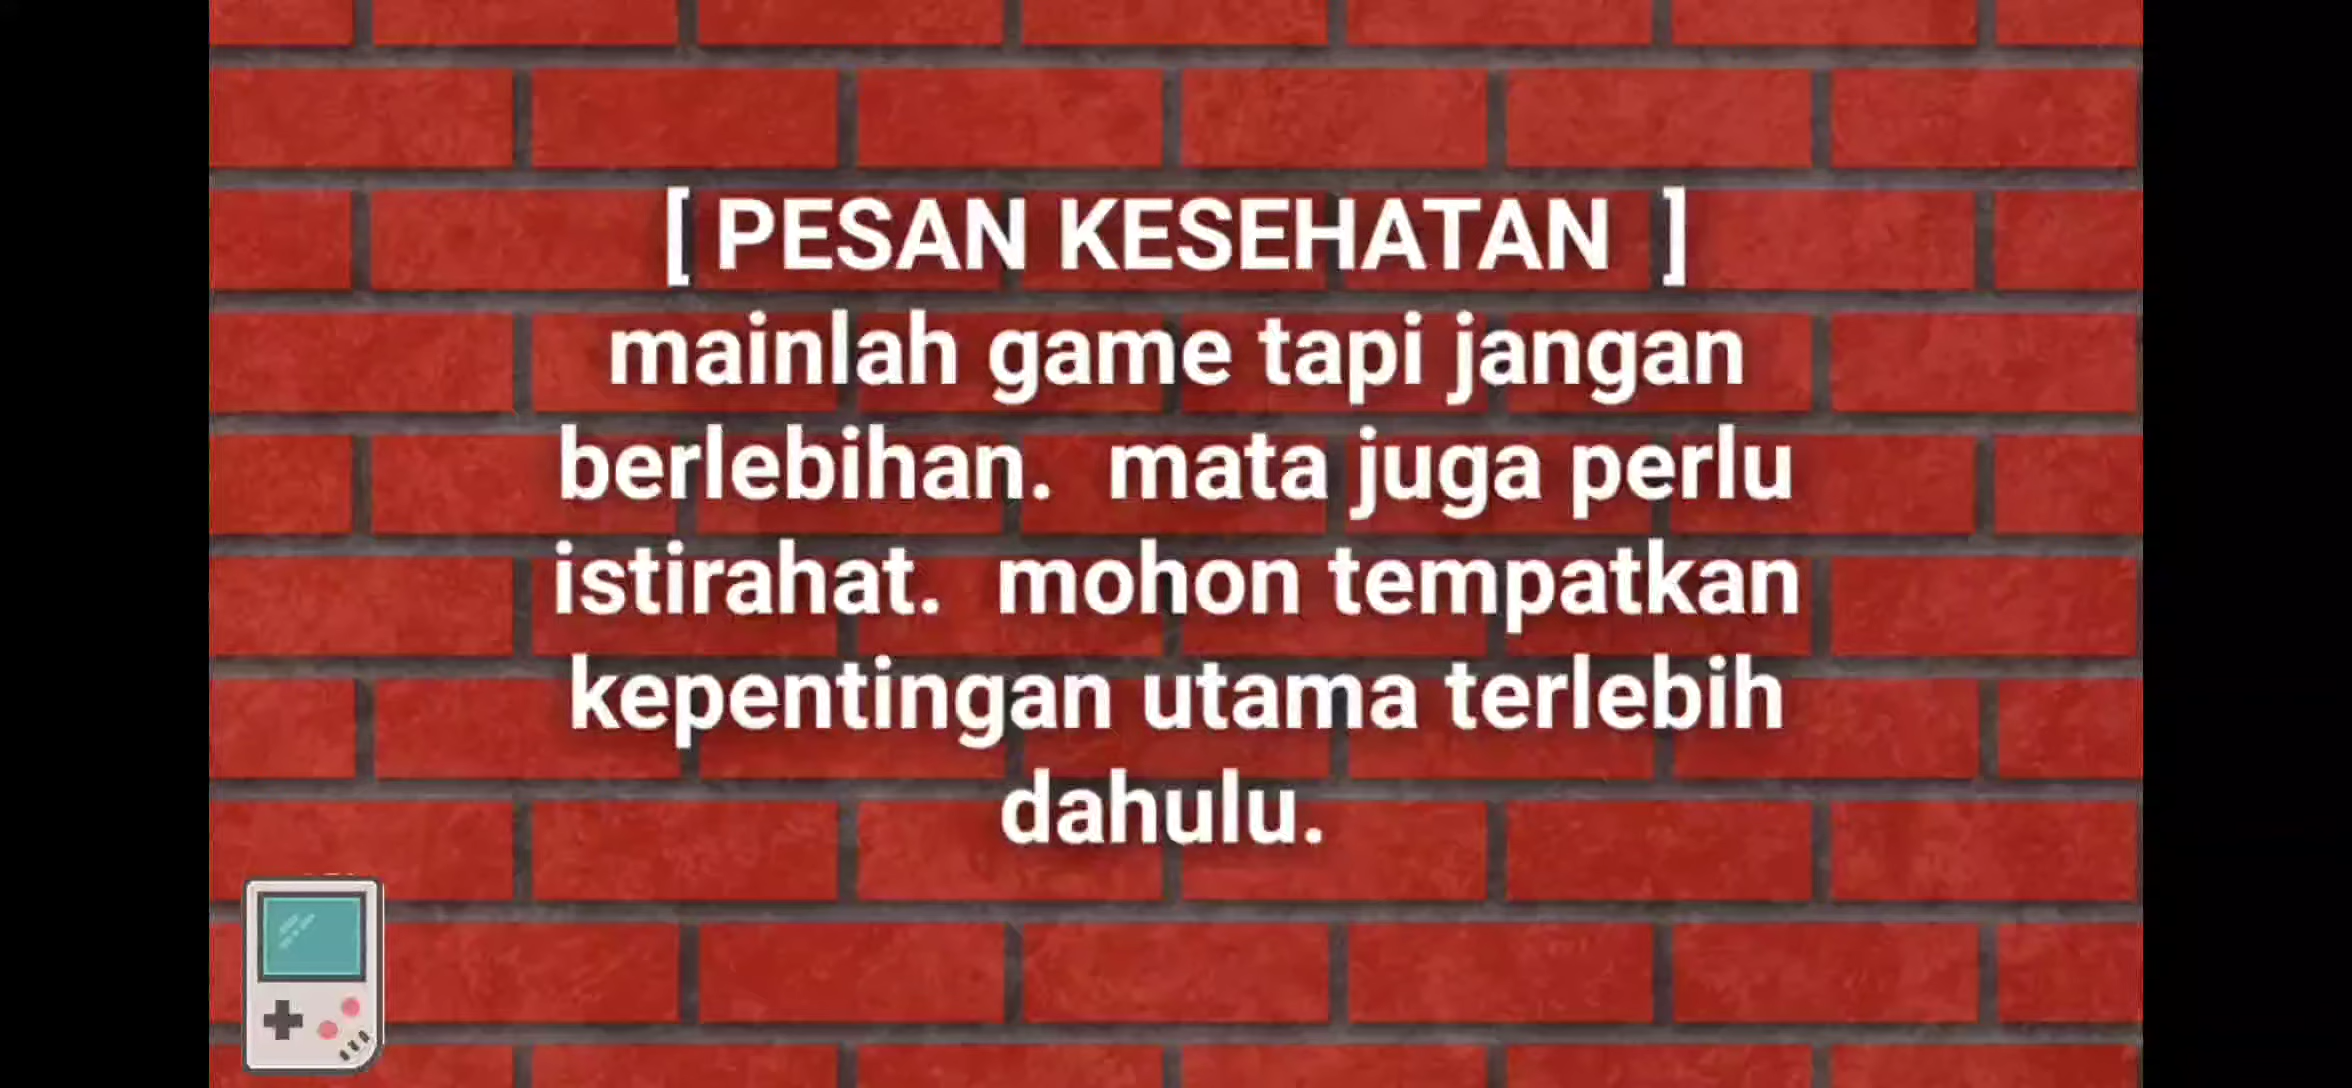 [ PESAN KESEHATAN ]
mainlah game tapi jangan
berlebihan. mata juga perlu
istirahat. mohon tempatkan
kepentingan utama terlebih
dahulu.